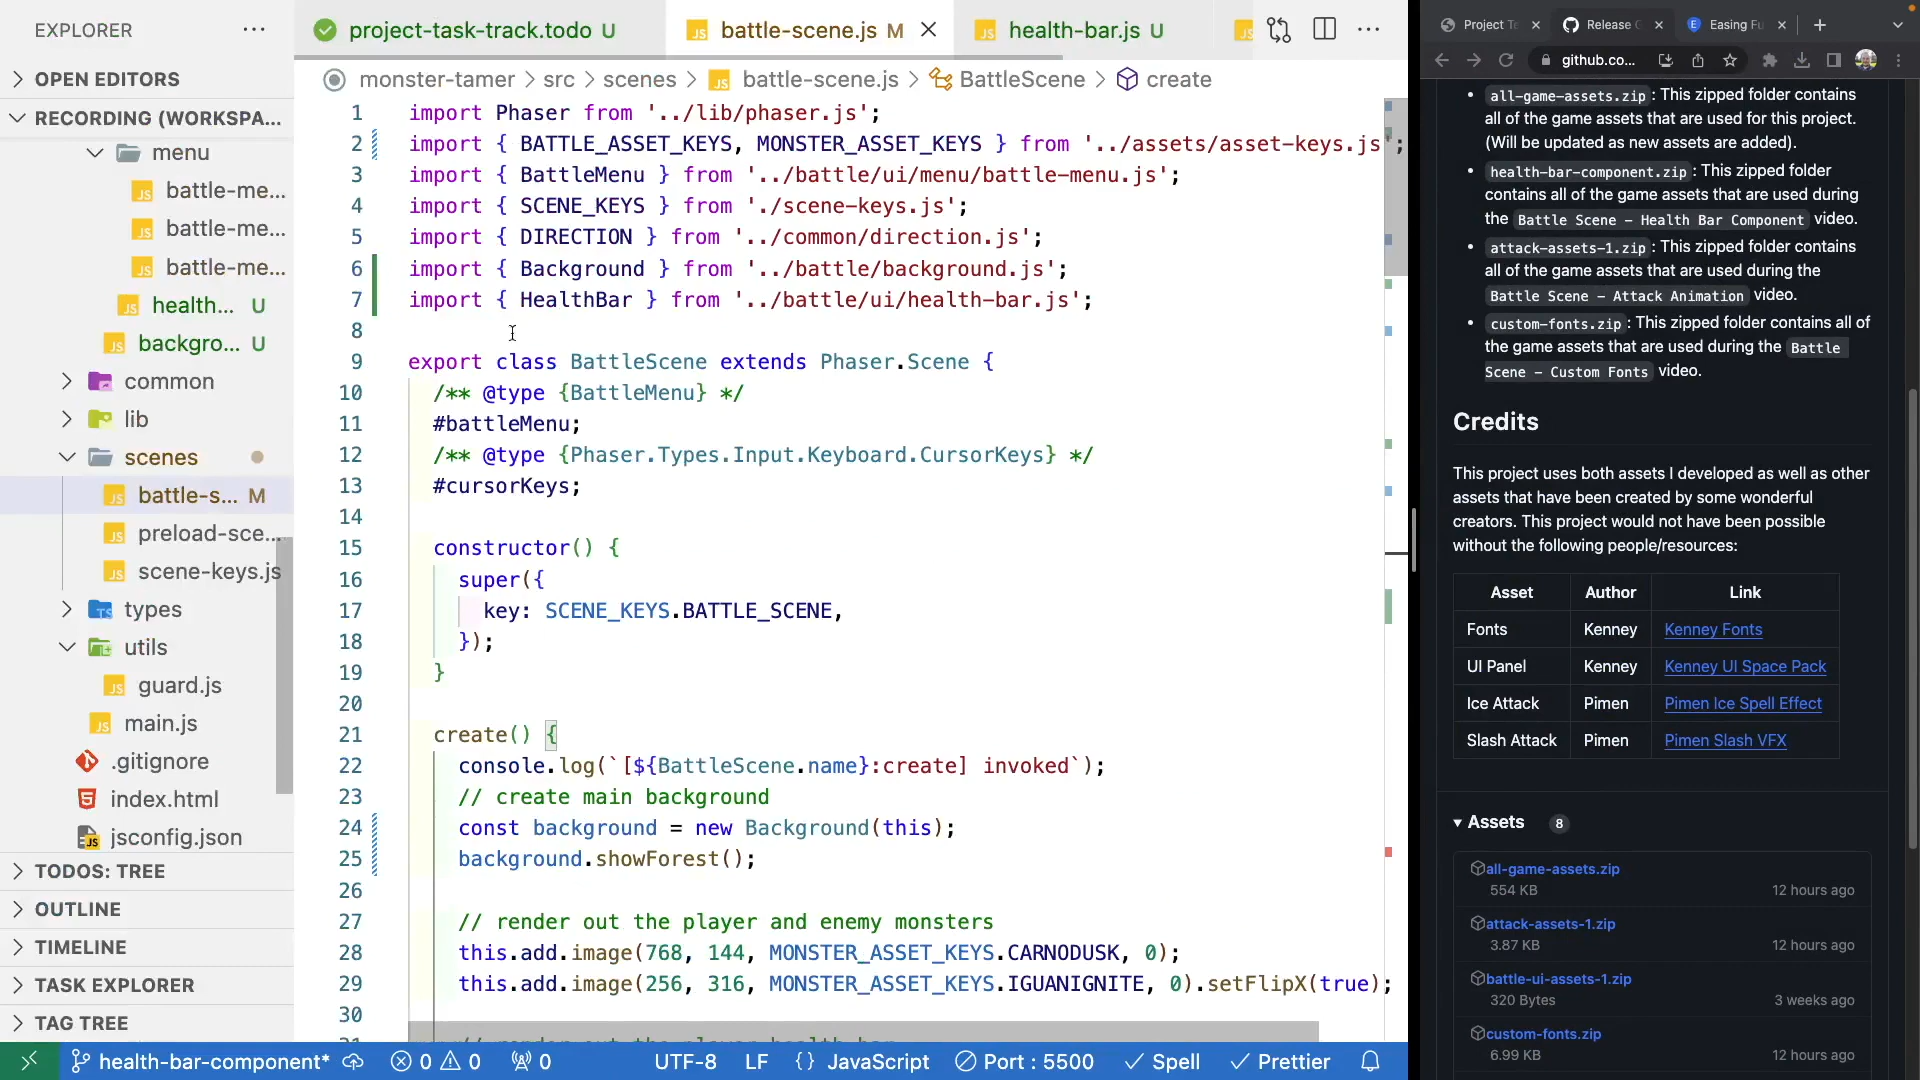 EXPLORER
OPEN EDITORS
RECORDING (WORKSPA...
menu
battle-me...
battle-me...
battle-me...
health... U
backgro... U
common
lib
scenes
battle-s... M
preload-sce...
scene-keys.js
types
utils
guard.js
main.js
.gitignore
index.html
jsconfig.json
TODOS: TREE
OUTLINE
TIMELINE
TASK EXPLORER
TAG TREE
project-task-track.todo U
battle-scene.js M
health-bar.js U
monster-tamer > src > scenes > battle-scene.js > BattleScene > create
1 import Phaser from '../lib/phaser.js';
2 import { BATTLE_ASSET_KEYS, MONSTER_ASSET_KEYS } from '../assets/asset-keys.js';
3 import { BattleMenu } from '../battle/ui/menu/battle-menu.js';
4 import { SCENE_KEYS } from './scene-keys.js';
5 import { DIRECTION } from '../common/direction.js';
6 import { Background } from '../battle/background.js';
7 import { HealthBar } from '../battle/ui/health-bar.js';
8
9 export class BattleScene extends Phaser.Scene {
10 /** @type {BattleMenu} */
11 #battleMenu;
12 /** @type {Phaser.Types.Input.Keyboard.CursorKeys} */
13 #cursorKeys;
14
15 constructor() {
16 super({
17 key: SCENE_KEYS.BATTLE_SCENE,
18 });
19 }
20
21 create() {
22 console.log(`[${BattleScene.name}:create] invoked`);
23 // create main background
24 const background = new Background(this);
25 background.showForest();
26
27 // render out the player and enemy monsters
28 this.add.image(768, 144, MONSTER_ASSET_KEYS.CARNODUSK, 0);
29 this.add.image(256, 316, MONSTER_ASSET_KEYS.IGUANIGNITE, 0).setFlipX(true);
30
health-bar-component* 0 0 0 UTF-8 LF {} JavaScript Port : 5500 Spell Prettier
Project Te
Release
Easing Fu
github.co...
all-game-assets.zip: This zipped folder contains
all of the game assets that are used for this project.
(Will be updated as new assets are added).
health-bar-component.zip: This zipped folder
contains all of the game assets that are used during
the Battle Scene - Health Bar Component video.
attack-assets-1.zip: This zipped folder contains
all of the game assets that are used during the
Battle Scene - Attack Animation video.
custom-fonts.zip: This zipped folder contains all of
the game assets that are used during the Battle
Scene - Custom Fonts video.
Credits
This project uses both assets I developed as well as other
assets that have been created by some wonderful
creators. This project would not have been possible
without the following people/resources:
Asset Author Link
Fonts Kenney Kenney Fonts
UI Panel Kenney Kenney UI Space Pack
Ice Attack Pimen Pimen Ice Spell Effect
Slash Attack Pimen Pimen Slash VFX
Assets 8
all-game-assets.zip
554 KB 12 hours ago
attack-assets-1.zip
3.87 KB 12 hours ago
battle-ui-assets-1.zip
320 Bytes 3 weeks ago
custom-fonts.zip
6.99 KB 12 hours ago